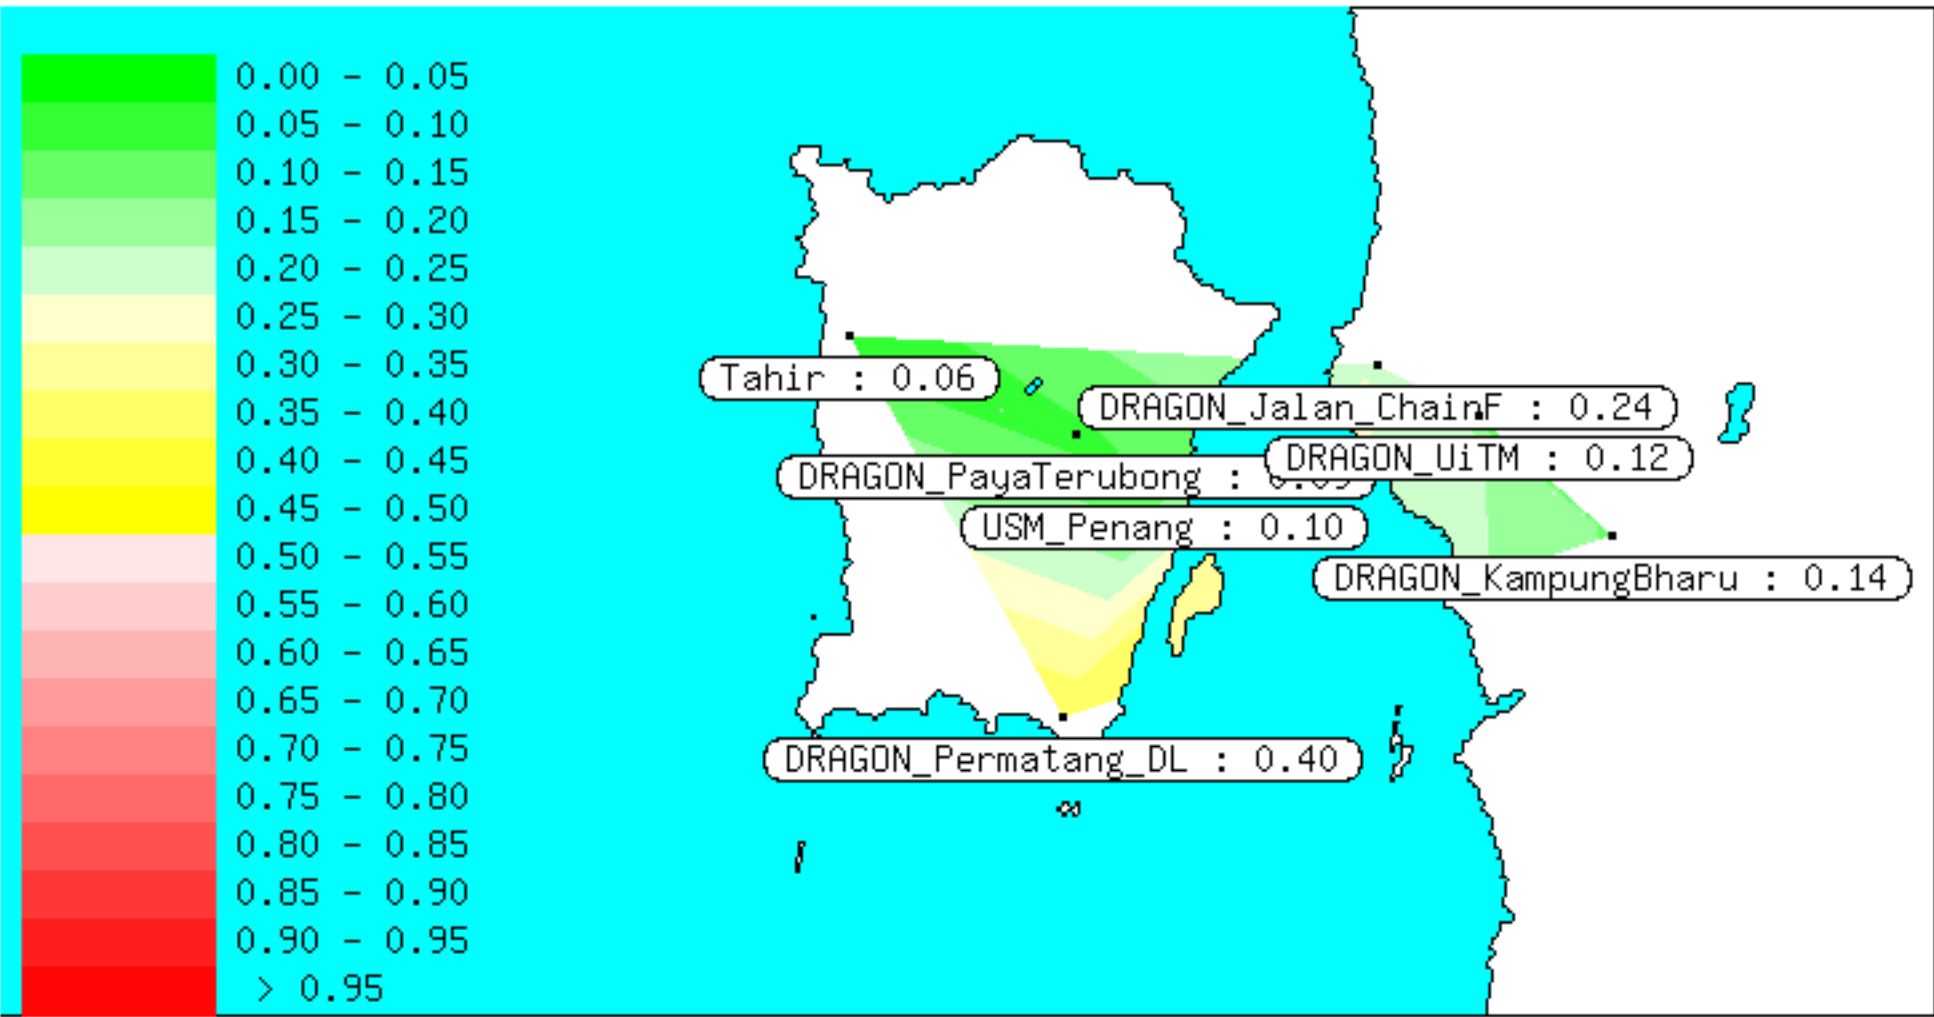 0.00 - 0.05
0.05 - 0.10
0.10 - 0.15
0.15 - 0.20
0.20 - 0.25
0.25 - 0.30
0.30 - 0.35
0.35 - 0.40
0.40 - 0.45
0.45 - 0.50
0.50 - 0.55
0.55 - 0.60
0.60 - 0.65
0.65 - 0.70
0.70 - 0.75
0.75 - 0.80
0.80 - 0.85
0.85 - 0.90
0.90 - 0.95
> 0.95
Tahir : 0.06
DRAGON_Jalan_ChainF : 0.24
DRAGON_UiTM : 0.12
DRAGON_PayaTerubong :
USM_Penang : 0.10
DRAGON_KampungBharu : 0.14
DRAGON_Permatang_DL : 0.40